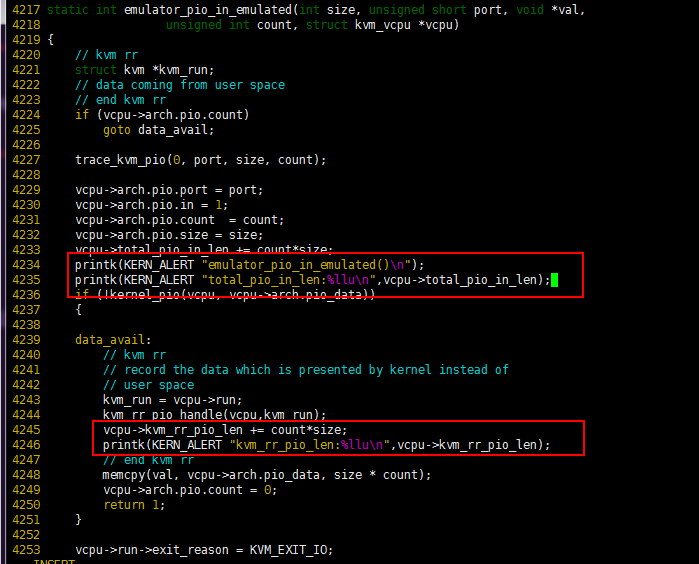 4217 static int emulator_pio_in_emulated(int size, unsigned short port, void *val,
4218 unsigned int count, struct kvm_vcpu *vcpu)
4219 {
4220 // kvm rr
4221 struct kvm *kvm_run;
4222 // data coming from user space
4223 // end kvm rr
4224 if (vcpu->arch.pio.count)
4225 goto data_avail;
4226
4227 trace_kvm_pio(0, port, size, count);
4228
4229 vcpu->arch.pio.port = port;
4230 vcpu->arch.pio.in = 1;
4231 vcpu->arch.pio.count  = count;
4232 vcpu->arch.pio.size = size;
4233 vcpu->total_pio_in_len += count*size;
4234 printk(KERN_ALERT "emulator_pio_in_emulated()\n");
4235 printk(KERN_ALERT "total_pio_in_len:%llu\n",vcpu->total_pio_in_len);
4236 if (!kernel_pio(vcpu, vcpu->arch.pio_data))
4237 {
4238
4239 data_avail:
4240 // kvm rr
4241 // record the data which is presented by kernel instead of
4242 // user space
4243 kvm_run = vcpu->run;
4244 kvm_rr_pio_handle(vcpu,kvm_run);
4245 vcpu->kvm_rr_pio_len += count*size;
4246 printk(KERN_ALERT "kvm_rr_pio_len:%llu\n",vcpu->kvm_rr_pio_len);
4247 // end kvm rr
4248 memcpy(val, vcpu->arch.pio_data, size * count);
4249 vcpu->arch.pio.count = 0;
4250 return 1;
4251 }
4252
4253 vcpu->run->exit_reason = KVM_EXIT_IO;
INSERT